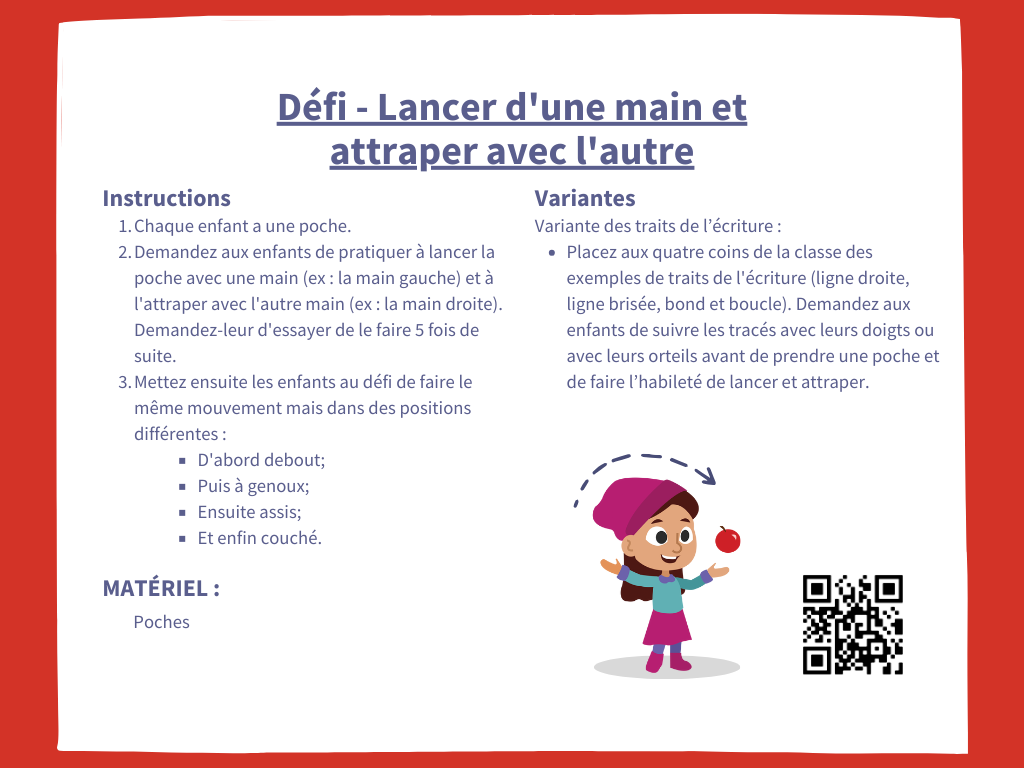 Défi - Lancer d'une main et
attraper avec l'autre
Instructions
1. Chaque enfant a une poche.
2. Demandez aux enfants de pratiquer à lancer la
poche avec une main (ex : la main gauche) et à
l'attraper avec l'autre main (ex : la main droite).
Demandez-leur d'essayer de le faire 5 fois de
suite.
3. Mettez ensuite les enfants au défi de faire le
même mouvement mais dans des positions
différentes :
▪ D'abord debout;
▪ Puis à genoux;
▪ Ensuite assis;
▪ Et enfin couché.
MATÉRIEL :
Poches
Variantes
Variante des traits de l’écriture :
• Placez aux quatre coins de la classe des
exemples de traits de l'écriture (ligne droite,
ligne brisée, bond et boucle). Demandez aux
enfants de suivre les tracés avec leurs doigts ou
avec leurs orteils avant de prendre une poche et
de faire l’habileté de lancer et attraper.